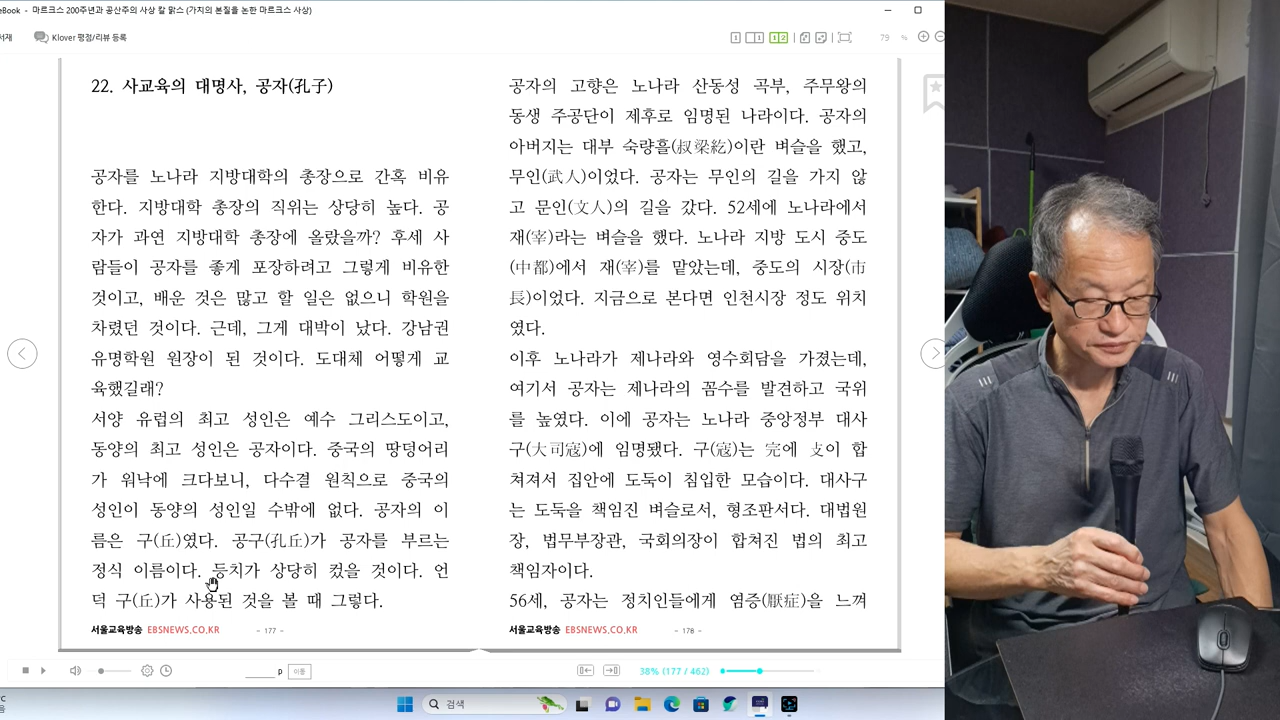 eBook - 마르크스 200주년과 공산주의 사상 칼 맑스 (가치의 본질을 논한 마르크스 사상)
서재 Klover 평점/리뷰 등록
79 %
22. 사교육의 대명사, 공자(孔子)
공자를 노나라 지방대학의 총장으로 간혹 비유
한다. 지방대학 총장의 직위는 상당히 높다. 공
자가 과연 지방대학 총장에 올랐을까? 후세 사
람들이 공자를 좋게 포장하려고 그렇게 비유한
것이고, 배운 것은 많고 할 일은 없으니 학원을
차렸던 것이다. 근데, 그게 대박이 났다. 강남권
유명학원 원장이 된 것이다. 도대체 어떻게 교
육했길래?
서양 유럽의 최고 성인은 예수 그리스도이고,
동양의 최고 성인은 공자이다. 중국의 땅덩어리
가 워낙에 크다보니, 다수결 원칙으로 중국의
성인이 동양의 성인일 수밖에 없다. 공자의 이
름은 구(丘)였다. 공구(孔丘)가 공자를 부르는
정식 이름이다. 등치가 상당히 컸을 것이다. 언
덕 구(丘)가 사용된 것을 볼 때 그렇다.
서울교육방송 EBSNEWS.CO.KR - 177 -
공자의 고향은 노나라 산동성 곡부, 주무왕의
동생 주공단이 제후로 임명된 나라이다. 공자의
아버지는 대부 숙량흘(叔梁紇)이란 벼슬을 했고,
무인(武人)이었다. 공자는 무인의 길을 가지 않
고 문인(文人)의 길을 갔다. 52세에 노나라에서
재(宰)라는 벼슬을 했다. 노나라 지방 도시 중도
(中都)에서 재(宰)를 맡았는데, 중도의 시장(市
長)이었다. 지금으로 본다면 인천시장 정도 위치
였다.
이후 노나라가 제나라와 영수회담을 가졌는데,
여기서 공자는 제나라의 꼼수를 발견하고 국위
를 높였다. 이에 공자는 노나라 중앙정부 대사
구(大司寇)에 임명됐다. 구(寇)는 完에 攴이 합
쳐져서 집안에 도둑이 침입한 모습이다. 대사구
는 도둑을 책임진 벼슬로서, 형조판서다. 대법원
장, 법무부장관, 국회의장이 합쳐진 법의 최고
책임자이다.
56세, 공자는 정치인들에게 염증(厭症)을 느껴
서울교육방송 EBSNEWS.CO.KR - 178 -
p 이동 38% (177 / 462)
검색